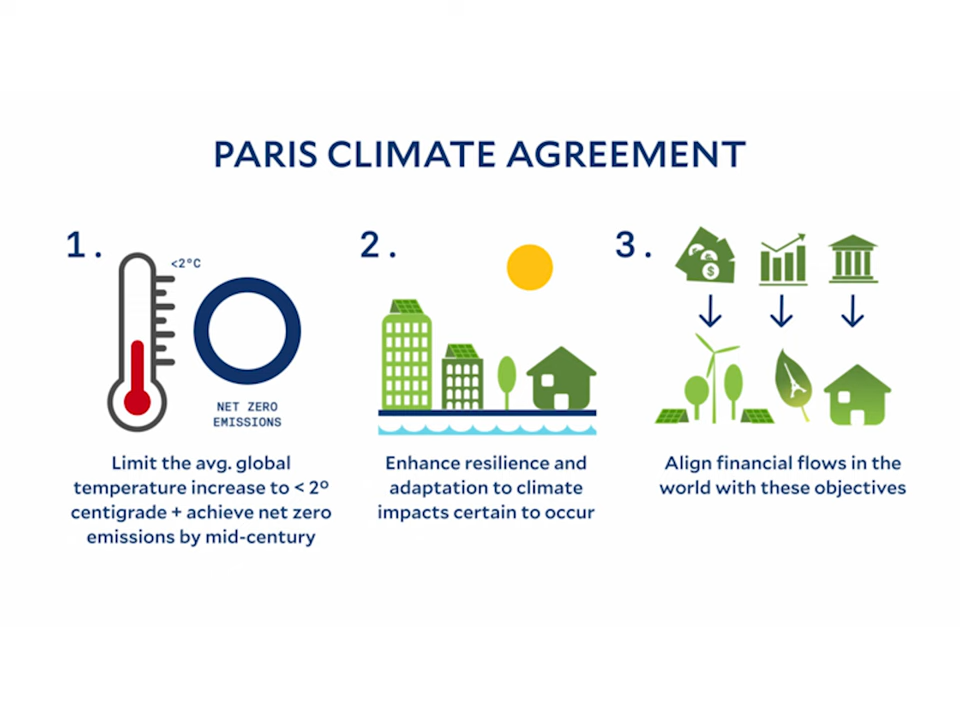 PARIS CLIMATE AGREEMENT
1.
<2°C
NET ZERO
EMISSIONS
Limit the avg. global
temperature increase to < 2°
centigrade + achieve net zero
emissions by mid-century
2.
Enhance resilience and
adaptation to climate
impacts certain to occur
3.
$
Align financial flows in the
world with these objectives